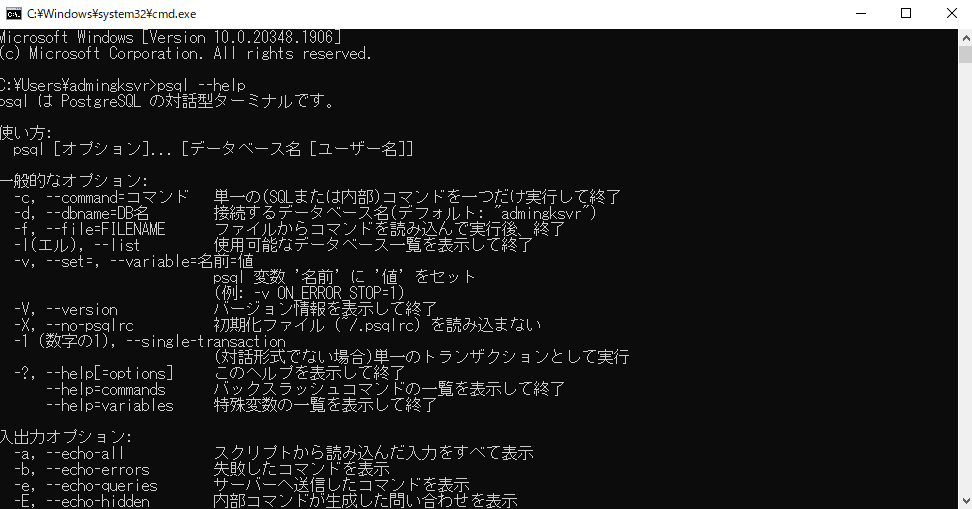 C:¥Windows¥system32¥cmd.exe
Microsoft Windows [Version 10.0.20348.1906]
(c) Microsoft Corporation. All rights reserved.
C:¥Users¥admingksvr>psql --help
psql は PostgreSQL の対話型ターミナルです。
使い方:
psql [オプション]... [データベース名 [ユーザー名]]
一般的なオプション:
-c, --command=コマンド 単一の(SQLまたは内部)コマンドを一つだけ実行して終了
-d, --dbname=DB名 接続するデータベース名(デフォルト: "admingksvr")
-f, --file=FILENAME ファイルからコマンドを読み込んで実行後、終了
-l(エル), --list 使用可能なデータベース一覧を表示して終了
-v, --set=, --variable=名前=値
psql 変数 '名前' に '値' をセット
(例: -v ON_ERROR_STOP=1)
-V, --version バージョン情報を表示して終了
-X, --no-psqlrc 初期化ファイル (~/.psqlrc) を読み込まない
-1 (数字の1), --single-transaction
(対話形式でない場合)単一のトランザクションとして実行
-?, --help[=options] このヘルプを表示して終了
--help=commands バックスラッシュコマンドの一覧を表示して終了
--help=variables 特殊変数の一覧を表示して終了
入出力オプション:
-a, --echo-all スクリプトから読み込んだ入力をすべて表示
-b, --echo-errors 失敗したコマンドを表示
-e, --echo-queries サーバーへ送信したコマンドを表示
-E, --echo-hidden 内部コマンドが生成した問い合わせを表示